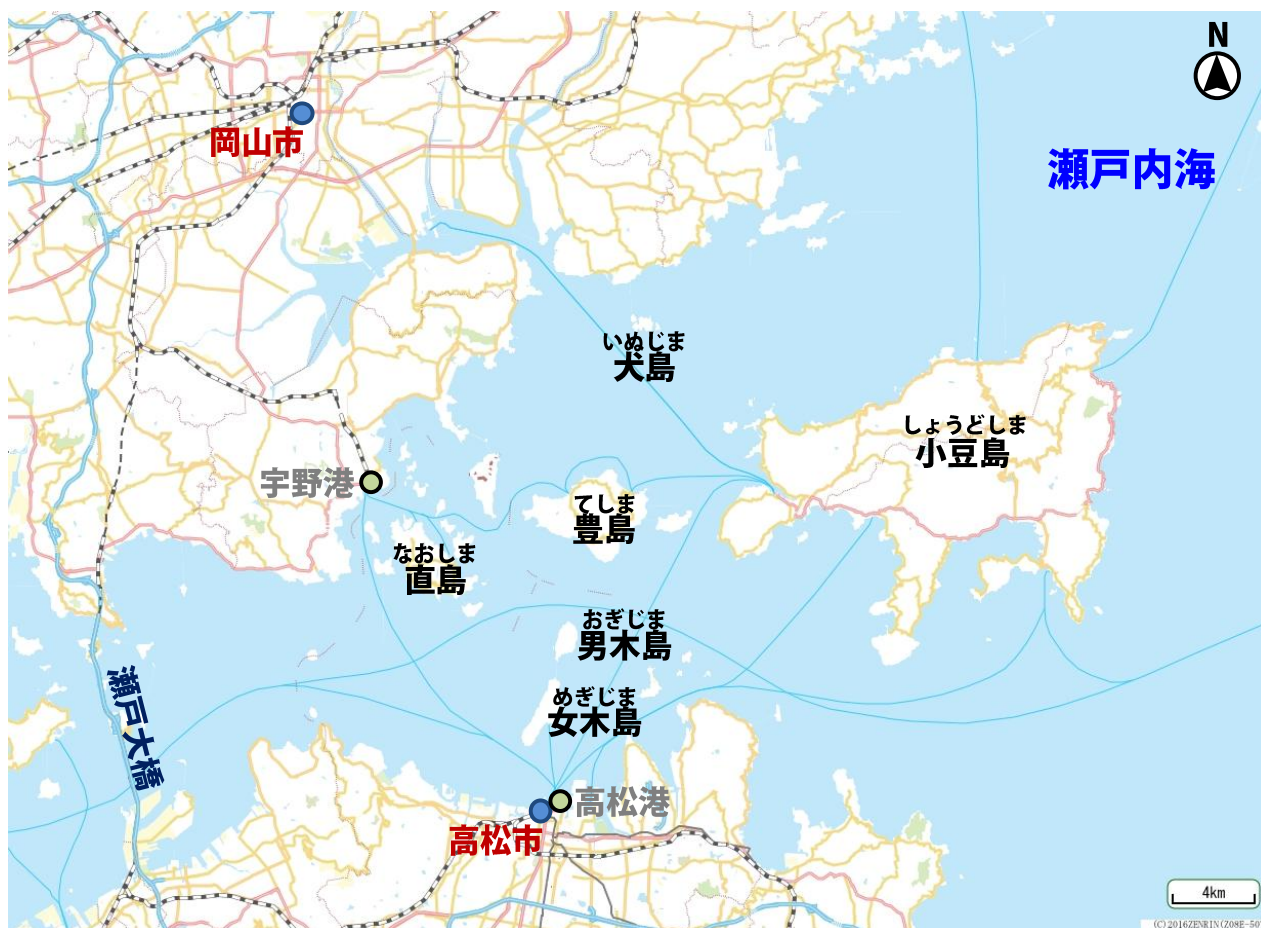 N
岡山市
瀬戸内海
いぬじま
犬島
しょうどしま
小豆島
宇野港
てしま
豊島
なおしま
直島
おぎじま
男木島
瀬戸大橋
めぎじま
女木島
高松港
高松市
4km
(C)2016ZENRIN(Z08E-50